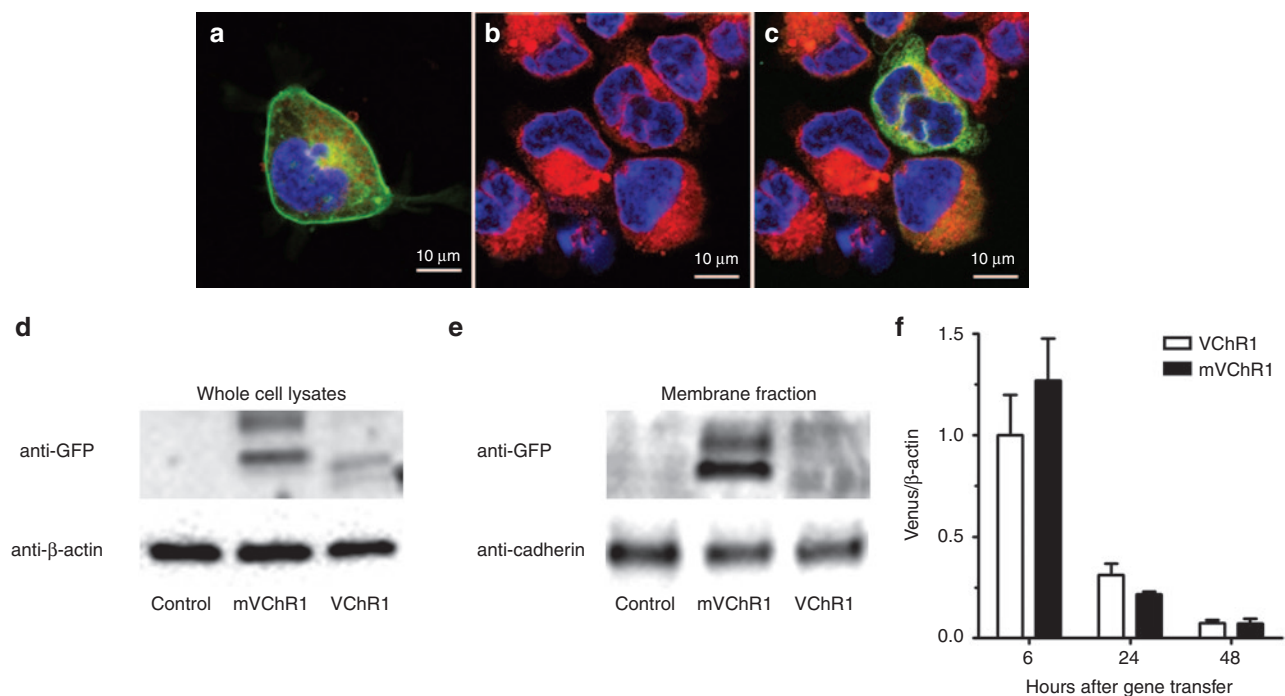 a
b
c
10 μm
10 μm
10 μm
d
e
f
Whole cell lysates
anti-GFP
anti-β-actin
Control mVChR1 VChR1
Membrane fraction
anti-GFP
anti-cadherin
Control mVChR1 VChR1
1.5
1.0
0.5
0.0
Venus/β-actin
VChR1
mVChR1
6 24 48
Hours after gene transfer